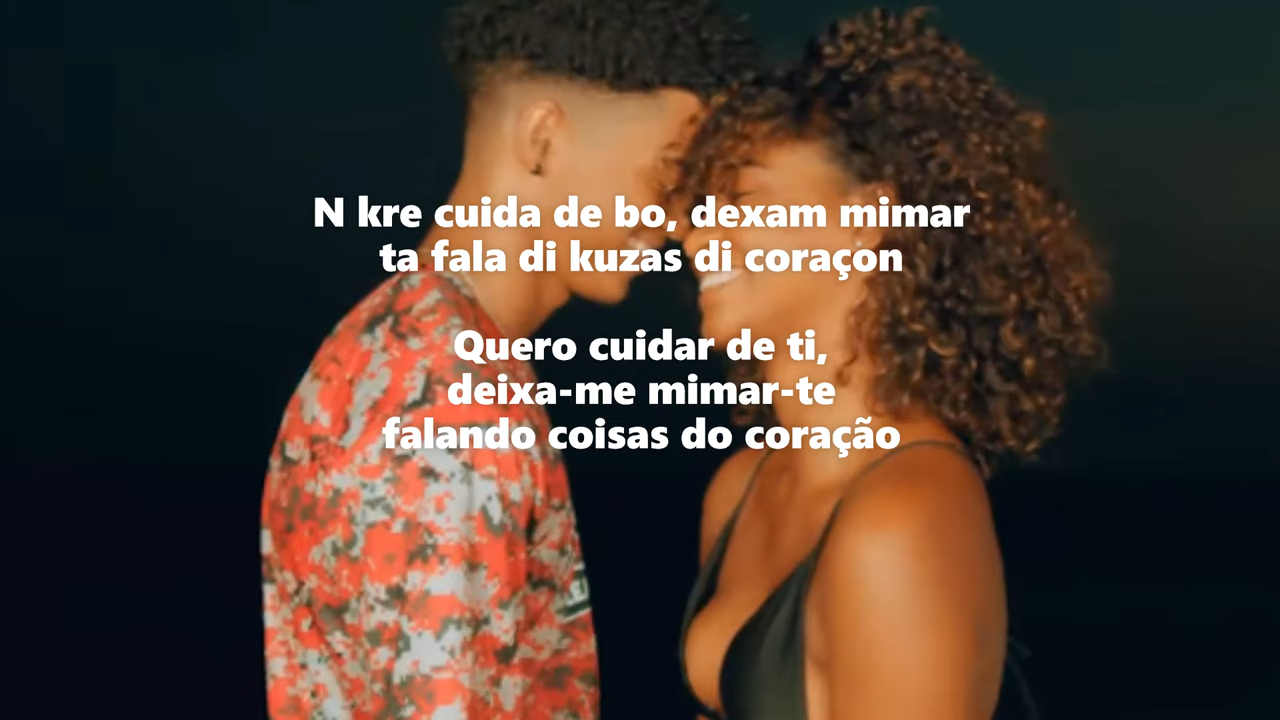 N kre cuida de bo, dexam mimar
ta fala di kuzas di coraçon
Quero cuidar de ti,
deixa-me mimar-te
falando coisas do coração